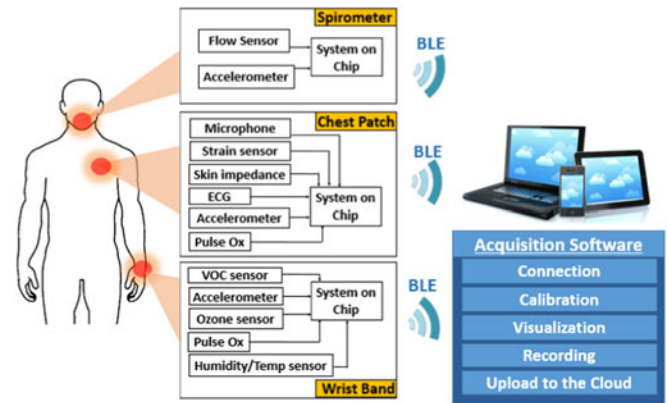 Spirometer
Flow Sensor
System on
Chip
Accelerometer
BLE
Chest Patch
Microphone
Strain sensor
Skin impedance
ECG
System on
Chip
Accelerometer
Pulse Ox
BLE
VOC sensor
Accelerometer
System on
Chip
Ozone sensor
Pulse Ox
Humidity/Temp sensor
Wrist Band
BLE
Acquisition Software
Connection
Calibration
Visualization
Recording
Upload to the Cloud